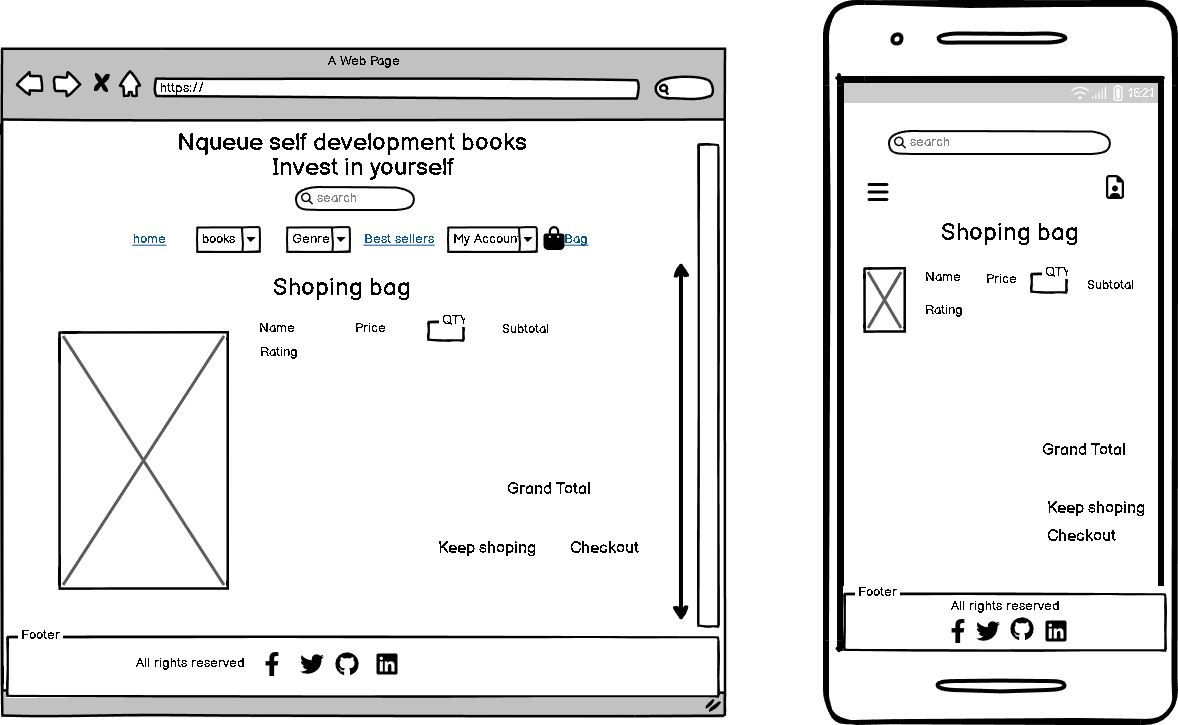 A Web Page
https://
Nqueue self development books
Invest in yourself
search
home books Genre Best sellers My Accoun Bag
Shoping bag
Name Price QTY Subtotal
Rating
Grand Total
Keep shoping Checkout
Footer
All rights reserved
16:21
search
Shoping bag
Name Price QTY Subtotal
Rating
Grand Total
Keep shoping
Checkout
Footer
All rights reserved